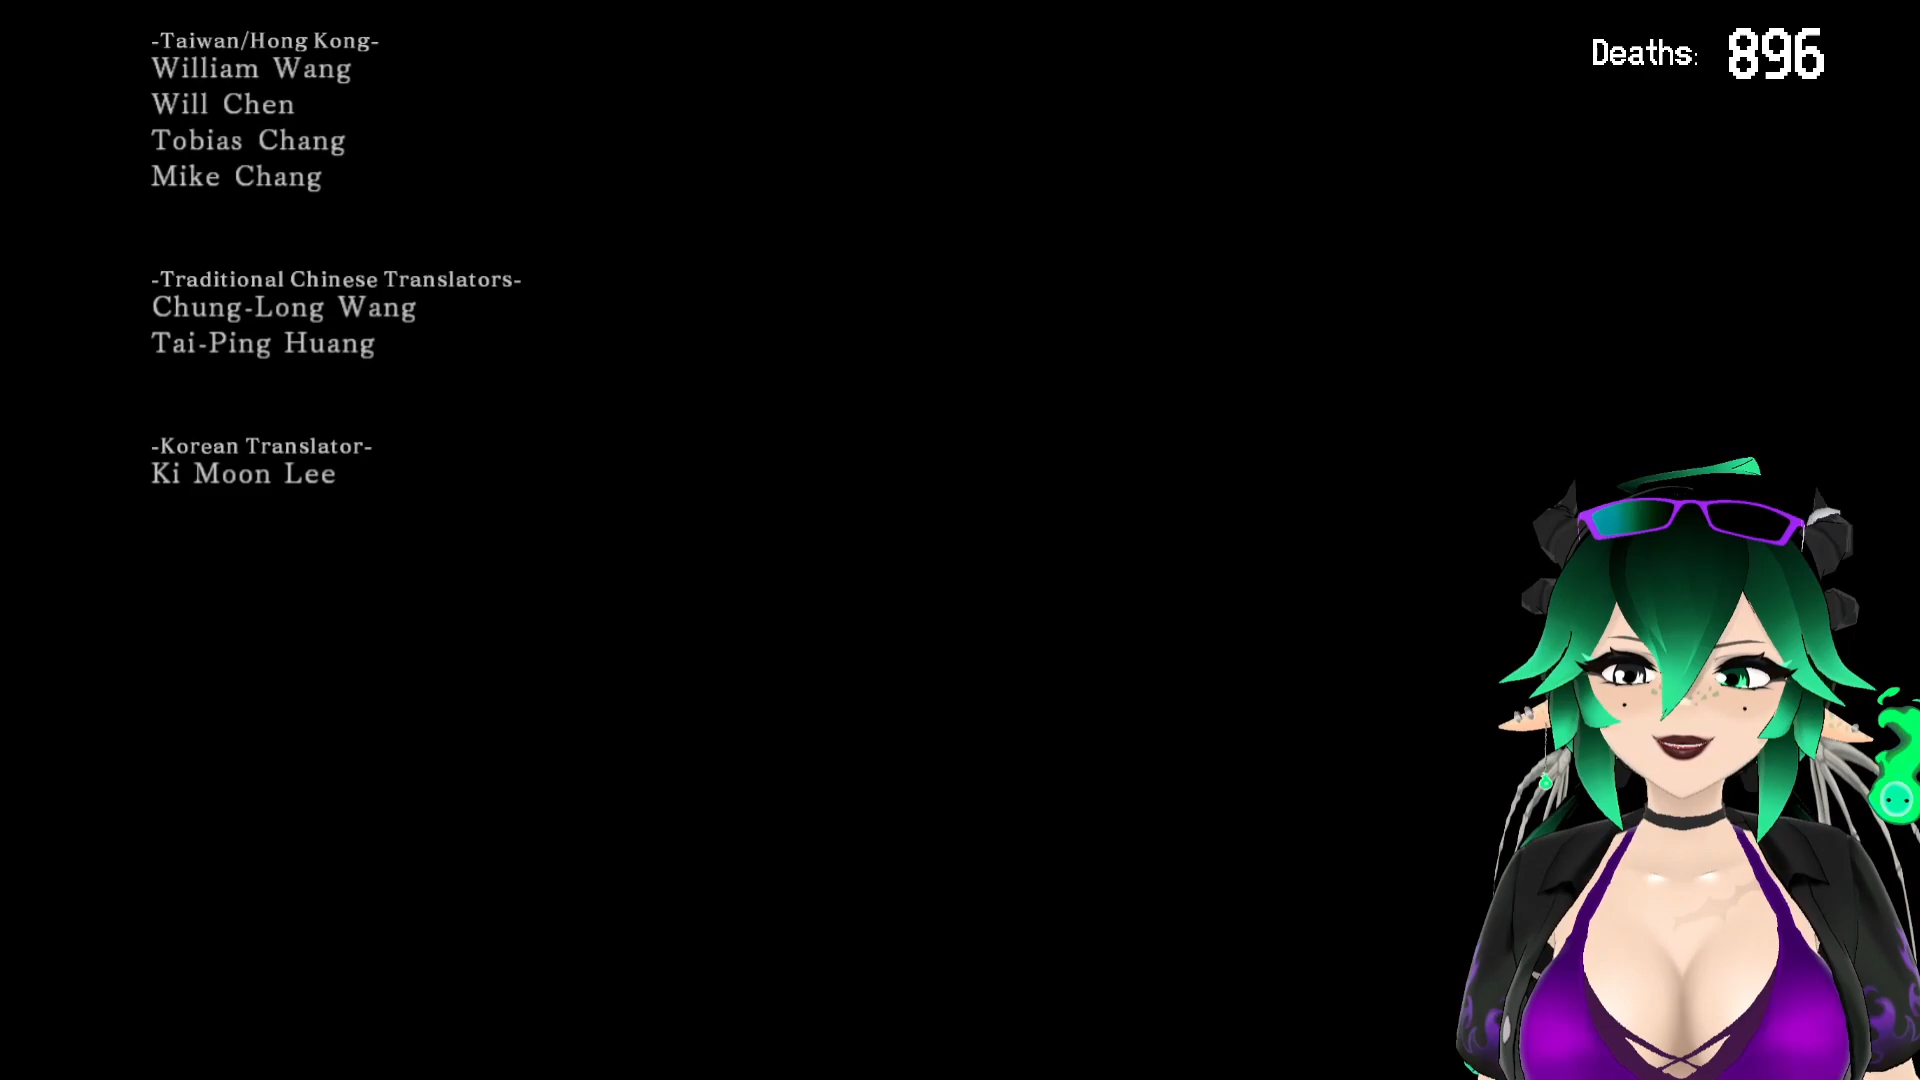 -Taiwan/Hong Kong-
William Wang
Will Chen
Tobias Chang
Mike Chang
-Traditional Chinese Translators-
Chung-Long Wang
Tai-Ping Huang
-Korean Translator-
Ki Moon Lee
Deaths: 896